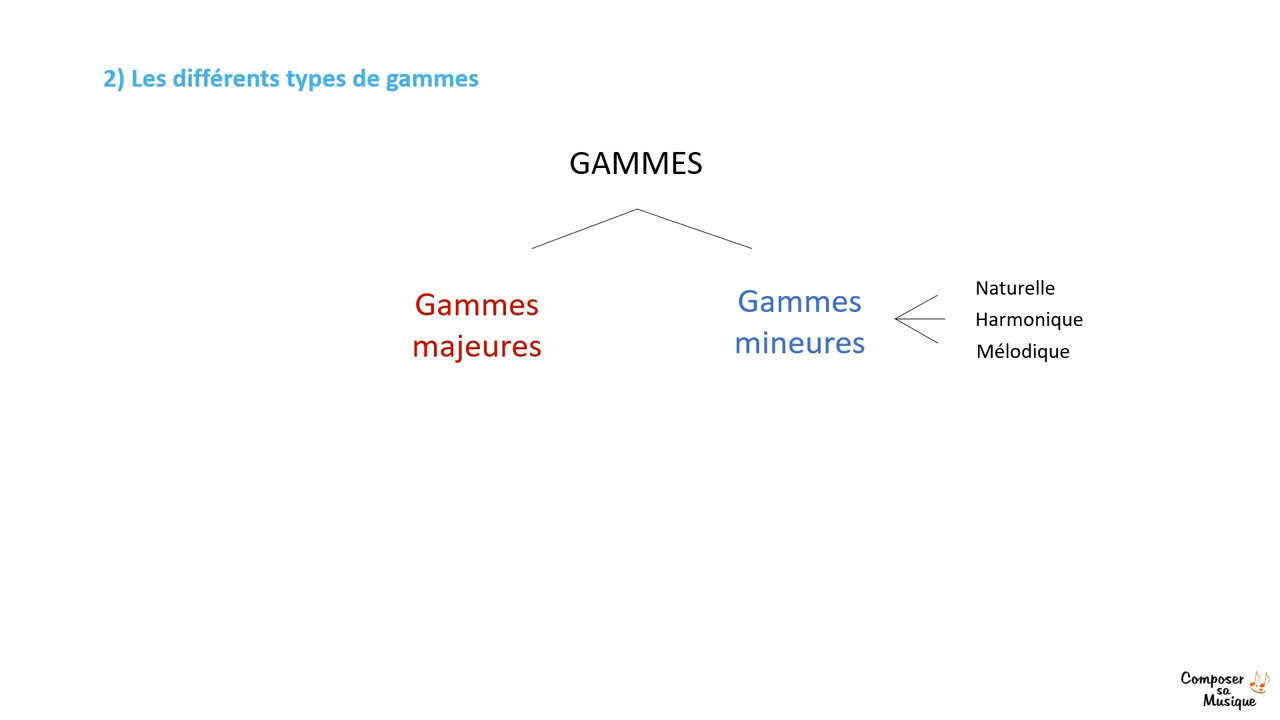 2) Les différents types de gammes
GAMMES
Gammes
majeures
Gammes
mineures
Naturelle
Harmonique
Mélodique
Composer
sa
Musique